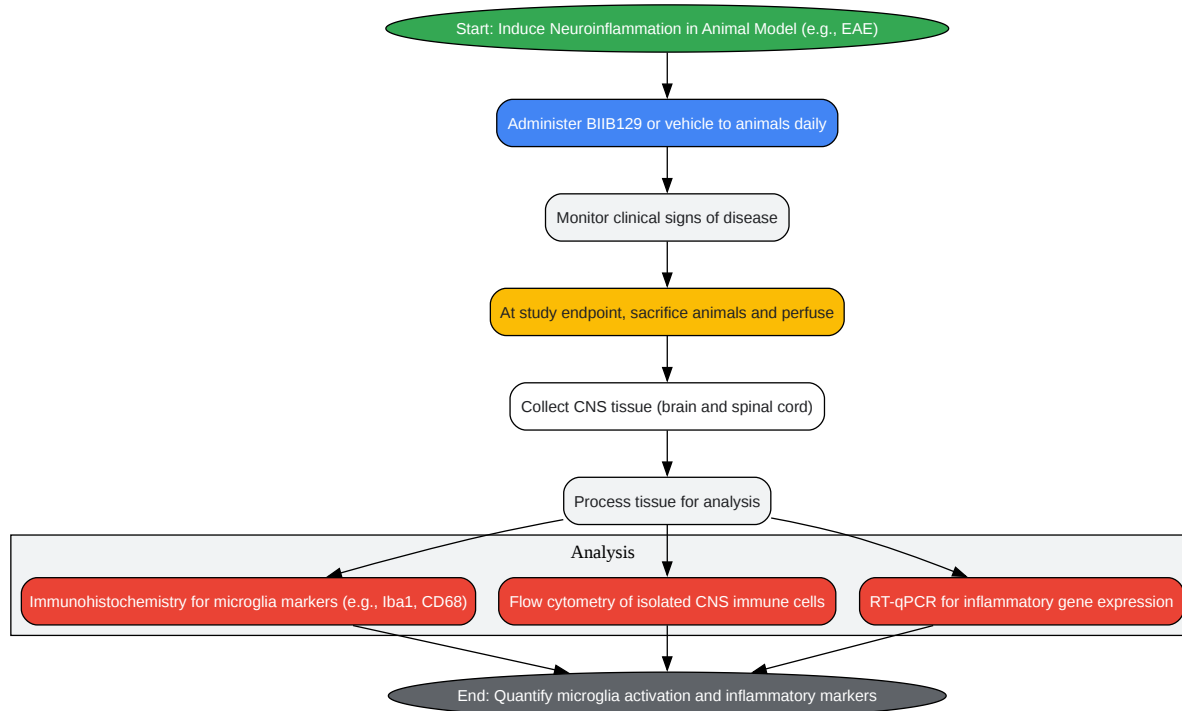 Start: Induce Neuroinflammation in Animal Model (e.g., EAE)
Administer BIIB129 or vehicle to animals daily
Monitor clinical signs of disease
At study endpoint, sacrifice animals and perfuse
Collect CNS tissue (brain and spinal cord)
Process tissue for analysis
Analysis
Immunohistochemistry for microglia markers (e.g., Iba1, CD68)
Flow cytometry of isolated CNS immune cells
RT-qPCR for inflammatory gene expression
End: Quantify microglia activation and inflammatory markers